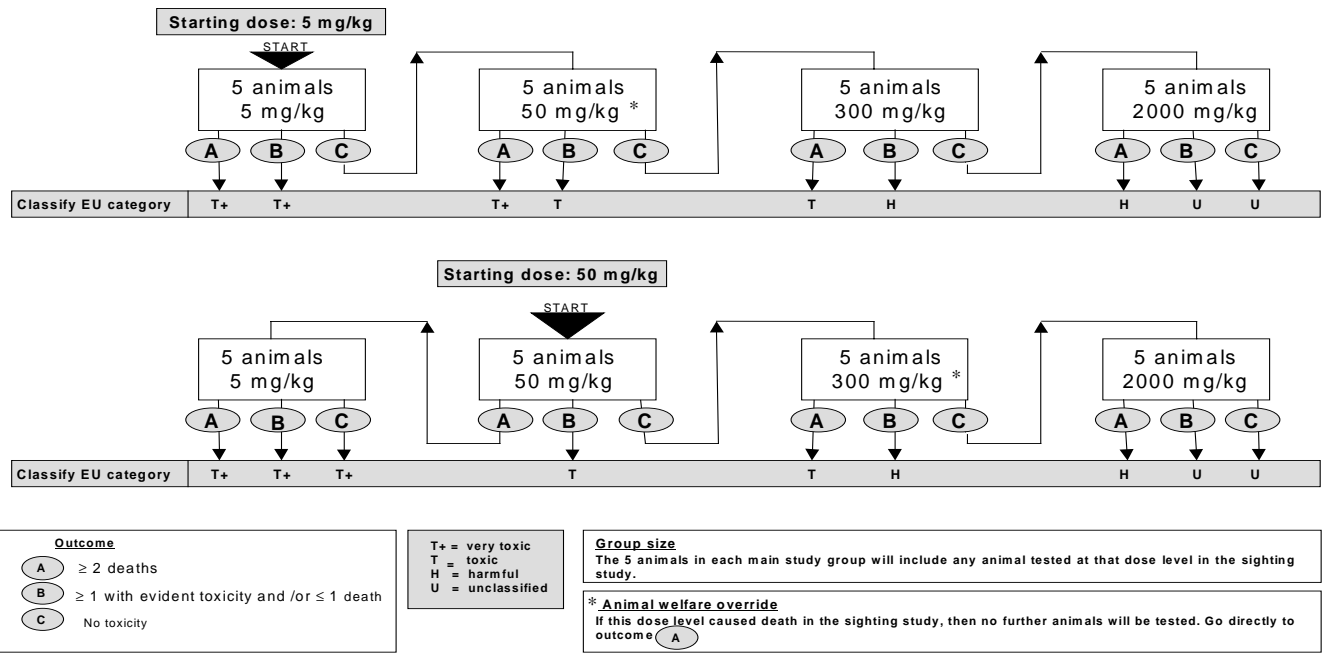 Starting dose: 5 mg/kg
START
5 animals
5 mg/kg
5 animals
50 mg/kg *
5 animals
300 mg/kg
5 animals
2000 mg/kg
A B C A B C A B C A B C
Classify EU category T+ T+ T+ T T H H U U
Starting dose: 50 mg/kg
START
5 animals
5 mg/kg
5 animals
50 mg/kg
5 animals
300 mg/kg *
5 animals
2000 mg/kg
A B C A B C A B C A B C
Classify EU category T+ T+ T+ T T H H U U
Outcome
A ≥ 2 deaths
B ≥ 1 with evident toxicity and /or ≤ 1 death
C No toxicity
T+ = very toxic
T = toxic
H = harmful
U = unclassified
Group size
The 5 animals in each main study group will include any animal tested at that dose level in the sighting
study.
* Animal welfare override
If this dose level caused death in the sighting study, then no further animals will be tested. Go directly to
outcome A